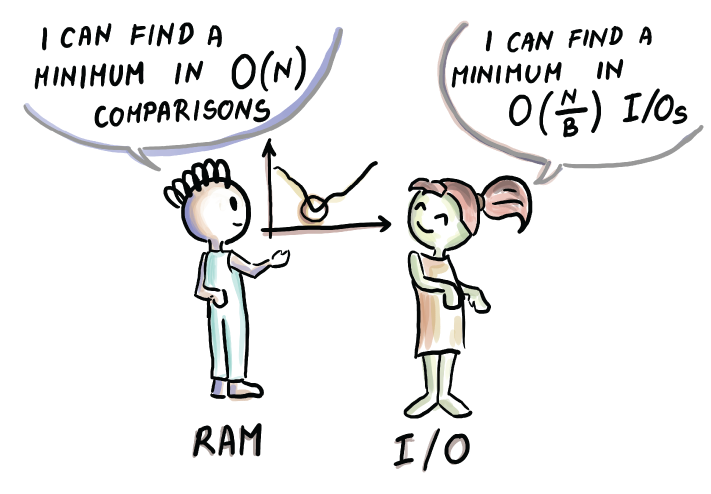 I CAN FIND A
MINIMUM IN O(N)
COMPARISONS
I CAN FIND A
MINIMUM IN
O(N/B) I/Os
RAM
I/O